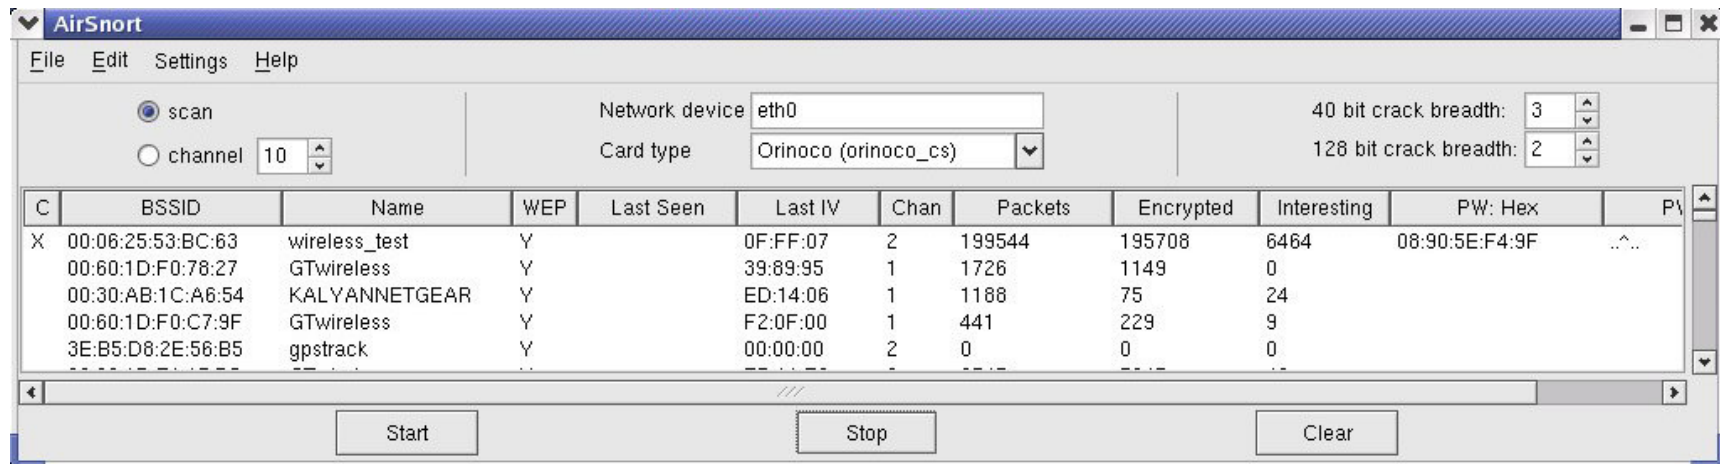 AirSnort
File Edit Settings Help
scan Network device eth0 40 bit crack breadth: 3
channel 10 Card type Orinoco (orinoco_cs) 128 bit crack breadth: 2
C BSSID Name WEP Last Seen Last IV Chan Packets Encrypted Interesting PW: Hex
X 00:06:25:53:BC:63 wireless_test Y 0F:FF:07 2 199544 195708 6464 08:90:5E:F4:9F ..^..
00:60:1D:F0:78:27 GTwireless Y 39:89:95 1 1726 1149 0
00:30:AB:1C:A6:54 KALYANNETGEAR Y ED:14:06 1 1188 75 24
00:60:1D:F0:C7:9F GTwireless Y F2:0F:00 1 441 229 9
3E:B5:D8:2E:56:B5 gpstrack Y 00:00:00 2 0 0 0
Start Stop Clear